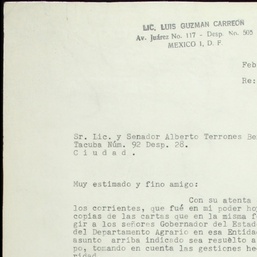 LIC. LUIS GUZMAN CARREON
Av. Juárez No. 117 - Desp. No. 505
MEXICO 1, D. F.
Feb
Re:
Sr. Lic. y Senador Alberto Terrones Be
Tacuba Núm. 92 Desp. 28.
C i u d a d .
Muy estimado y fino amigo:
Con su atenta
los corrientes, que fué en mi poder hoy
copias de las cartas que en la misma f
gir a los señores Gobernador del Estad
del Departamento Agrario en esa Entidad
asunto arriba indicado sea resuelto a
po, tomando en cuenta las gestiones he